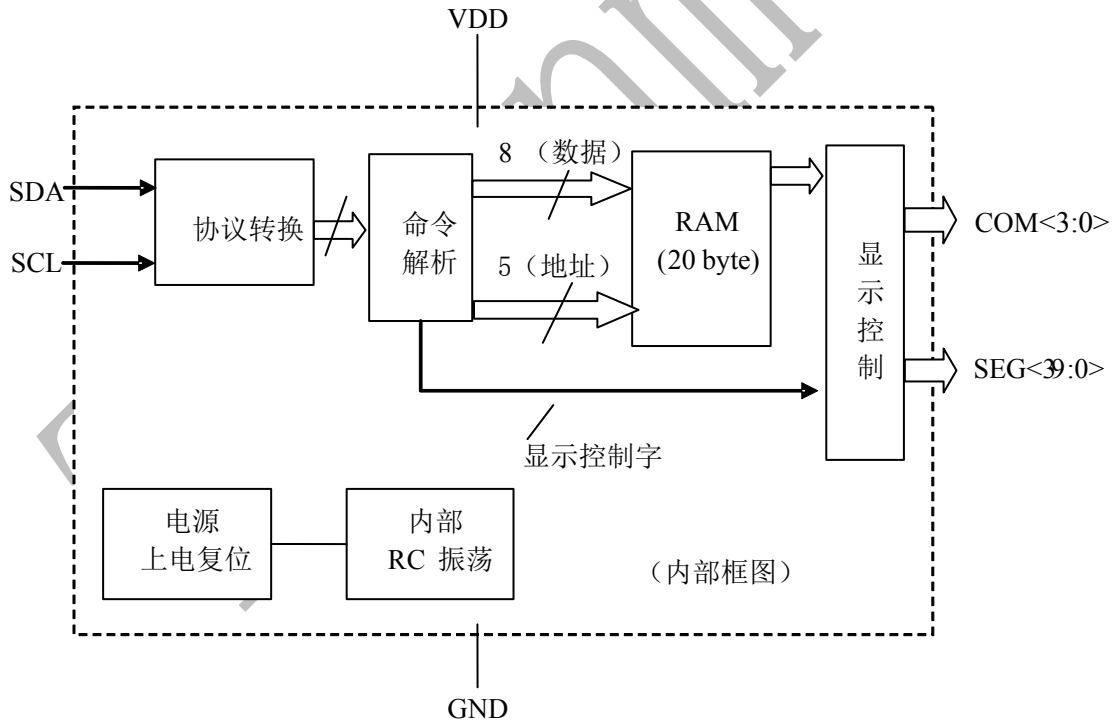 VDD
8 （数据）
SDA
SCL
协议转换
命令
解析
5（地址）
RAM
(20 byte)
显
示
控
制
COM<3:0>
SEG<39:0>
显示控制字
电源
上电复位
内部
RC 振荡
（内部框图）
GND